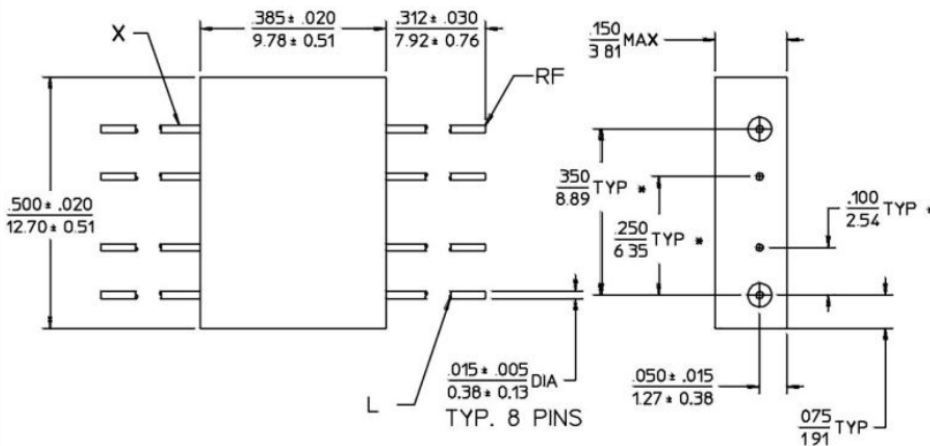 .385± .020
9.78± 0.51
.312± .030
7.92± 0.76
.150 MAX
3 81
X
RF
.500± .020
12.70± 0.51
.350 TYP *
8.89
.250 TYP *
6 35
.100 TYP *
2.54
.015± .005 DIA
0.38± 0.13
TYP. 8 PINS
L
.050± .015
1.27± 0.38
.075 TYP
1 91